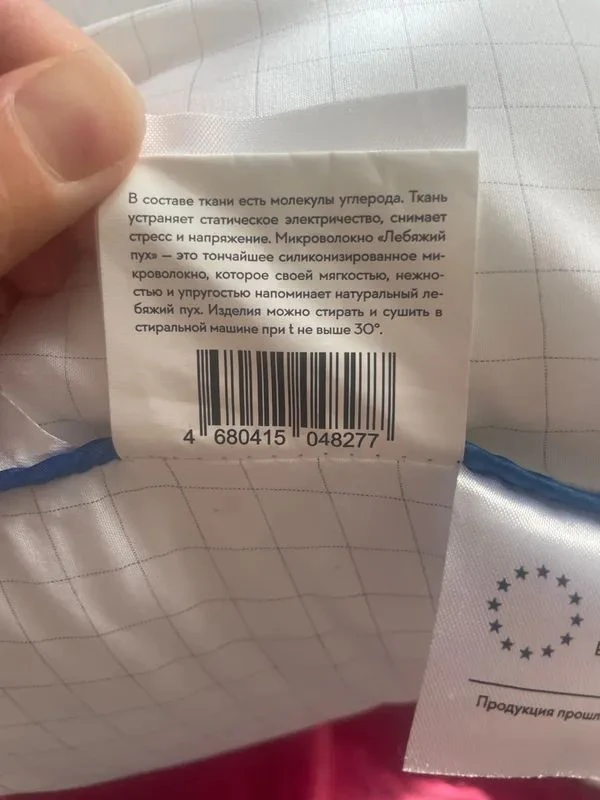 В составе ткани есть молекулы углерода. Ткань
устраняет статическое электричество, снимает
стресс и напряжение. Микроволокно «Лебяжий
пух» — это тончайшее силиконизированное ми-
кроволокно, которое своей мягкостью, нежно-
стью и упругостью напоминает натуральный ле-
бяжий пух. Изделия можно стирать и сушить в
стиральной машине при t не выше 30°.
4 680415 048277
Продукция